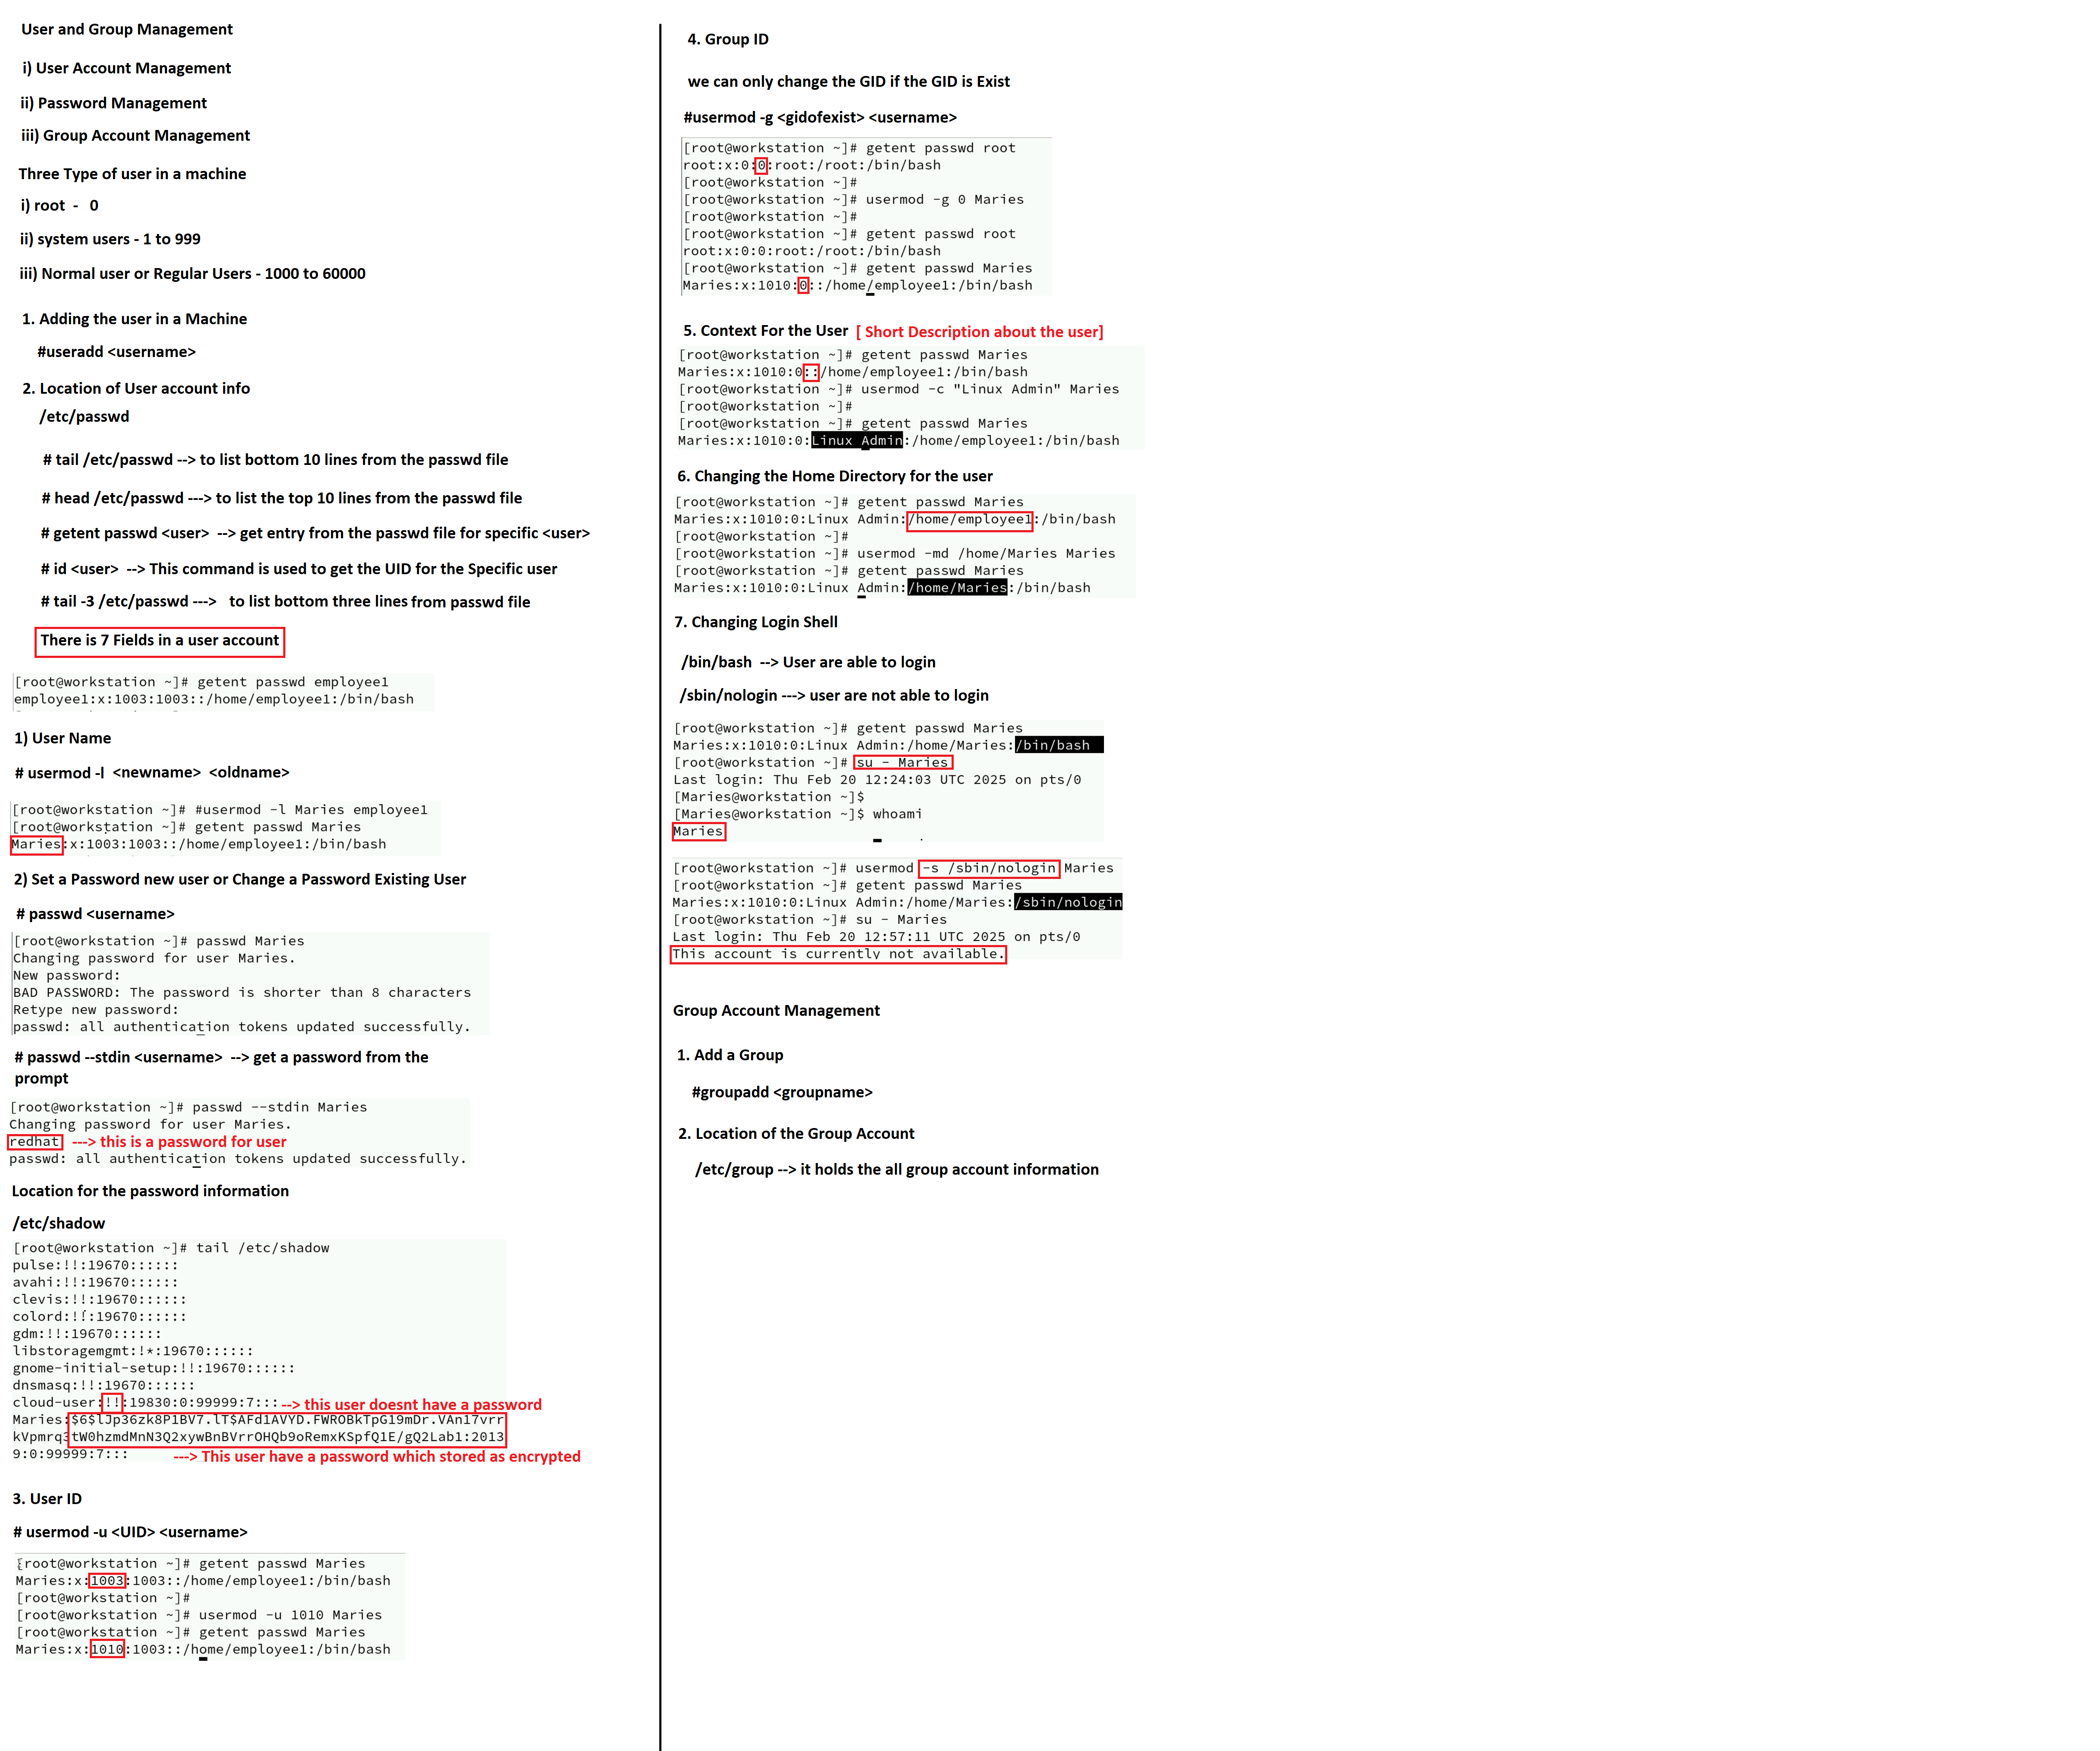 User and Group Management
i) User Account Management
ii) Password Management
iii) Group Account Management
Three Type of user in a machine
i) root  -   0
ii) system users - 1 to 999
iii) Normal user or Regular Users - 1000 to 60000
1. Adding the user in a Machine
#useradd <username>
2. Location of User account info
/etc/passwd
# tail /etc/passwd --> to list bottom 10 lines from the passwd file
# head /etc/passwd ---> to list the top 10 lines from the passwd file
# getent passwd <user>  --> get entry from the passwd file for specific <user>
# id <user>  --> This command is used to get the UID for the Specific user
# tail -3 /etc/passwd --->   to list bottom three lines from passwd file
There is 7 Fields in a user account
[root@workstation ~]# getent passwd employee1
employee1:x:1003:1003::/home/employee1:/bin/bash
1) User Name
# usermod -l  <newname>  <oldname>
[root@workstation ~]# #usermod -l Maries employee1
[root@workstation ~]# getent passwd Maries
Maries:x:1003:1003::/home/employee1:/bin/bash
2) Set a Password new user or Change a Password Existing User
# passwd <username>
[root@workstation ~]# passwd Maries
Changing password for user Maries.
New password:
BAD PASSWORD: The password is shorter than 8 characters
Retype new password:
passwd: all authentication tokens updated successfully.
# passwd --stdin <username>  --> get a password from the
prompt
[root@workstation ~]# passwd --stdin Maries
Changing password for user Maries.
redhat ---> this is a password for user
passwd: all authentication tokens updated successfully.
Location for the password information
/etc/shadow
[root@workstation ~]# tail /etc/shadow
pulse:!!:19670::::::
avahi:!!:19670::::::
clevis:!!:19670::::::
colord:!!:19670::::::
gdm:!!:19670::::::
libstoragemgmt:!*:19670::::::
gnome-initial-setup:!!:19670::::::
dnsmasq:!!:19670::::::
cloud-user:!!:19830:0:99999:7::: --> this user doesnt have a password
Maries:$6$lJp36zk8P1BV7.lT$AFd1AVYD.FWROBkTpG19mDr.VAn17vrr
kVpmrq3tW0hzmdMnN3Q2xywBnBVrrOHQb9oRemxKSpfQ1E/gQ2Lab1:2013
9:0:99999:7::: ---> This user have a password which stored as encrypted
3. User ID
# usermod -u <UID> <username>
[root@workstation ~]# getent passwd Maries
Maries:x:1003:1003::/home/employee1:/bin/bash
[root@workstation ~]#
[root@workstation ~]# usermod -u 1010 Maries
[root@workstation ~]# getent passwd Maries
Maries:x:1010:1003::/home/employee1:/bin/bash
4. Group ID
we can only change the GID if the GID is Exist
#usermod -g <gidofexist> <username>
[root@workstation ~]# getent passwd root
root:x:0:0:root:/root:/bin/bash
[root@workstation ~]#
[root@workstation ~]# usermod -g 0 Maries
[root@workstation ~]#
[root@workstation ~]# getent passwd root
root:x:0:0:root:/root:/bin/bash
[root@workstation ~]# getent passwd Maries
Maries:x:1010:0::/home/employee1:/bin/bash
5. Context For the User  [ Short Description about the user]
[root@workstation ~]# getent passwd Maries
Maries:x:1010:0::/home/employee1:/bin/bash
[root@workstation ~]# usermod -c "Linux Admin" Maries
[root@workstation ~]#
[root@workstation ~]# getent passwd Maries
Maries:x:1010:0:Linux Admin:/home/employee1:/bin/bash
6. Changing the Home Directory for the user
[root@workstation ~]# getent passwd Maries
Maries:x:1010:0:Linux Admin:/home/employee1:/bin/bash
[root@workstation ~]#
[root@workstation ~]# usermod -md /home/Maries Maries
[root@workstation ~]# getent passwd Maries
Maries:x:1010:0:Linux Admin:/home/Maries:/bin/bash
7. Changing Login Shell
/bin/bash  --> User are able to login
/sbin/nologin ---> user are not able to login
[root@workstation ~]# getent passwd Maries
Maries:x:1010:0:Linux Admin:/home/Maries:/bin/bash
[root@workstation ~]# su - Maries
Last login: Thu Feb 20 12:24:03 UTC 2025 on pts/0
[Maries@workstation ~]$
[Maries@workstation ~]$ whoami
Maries
[root@workstation ~]# usermod -s /sbin/nologin Maries
[root@workstation ~]# getent passwd Maries
Maries:x:1010:0:Linux Admin:/home/Maries:/sbin/nologin
[root@workstation ~]# su - Maries
Last login: Thu Feb 20 12:57:11 UTC 2025 on pts/0
This account is currently not available.
Group Account Management
1. Add a Group
#groupadd <groupname>
2. Location of the Group Account
/etc/group --> it holds the all group account information